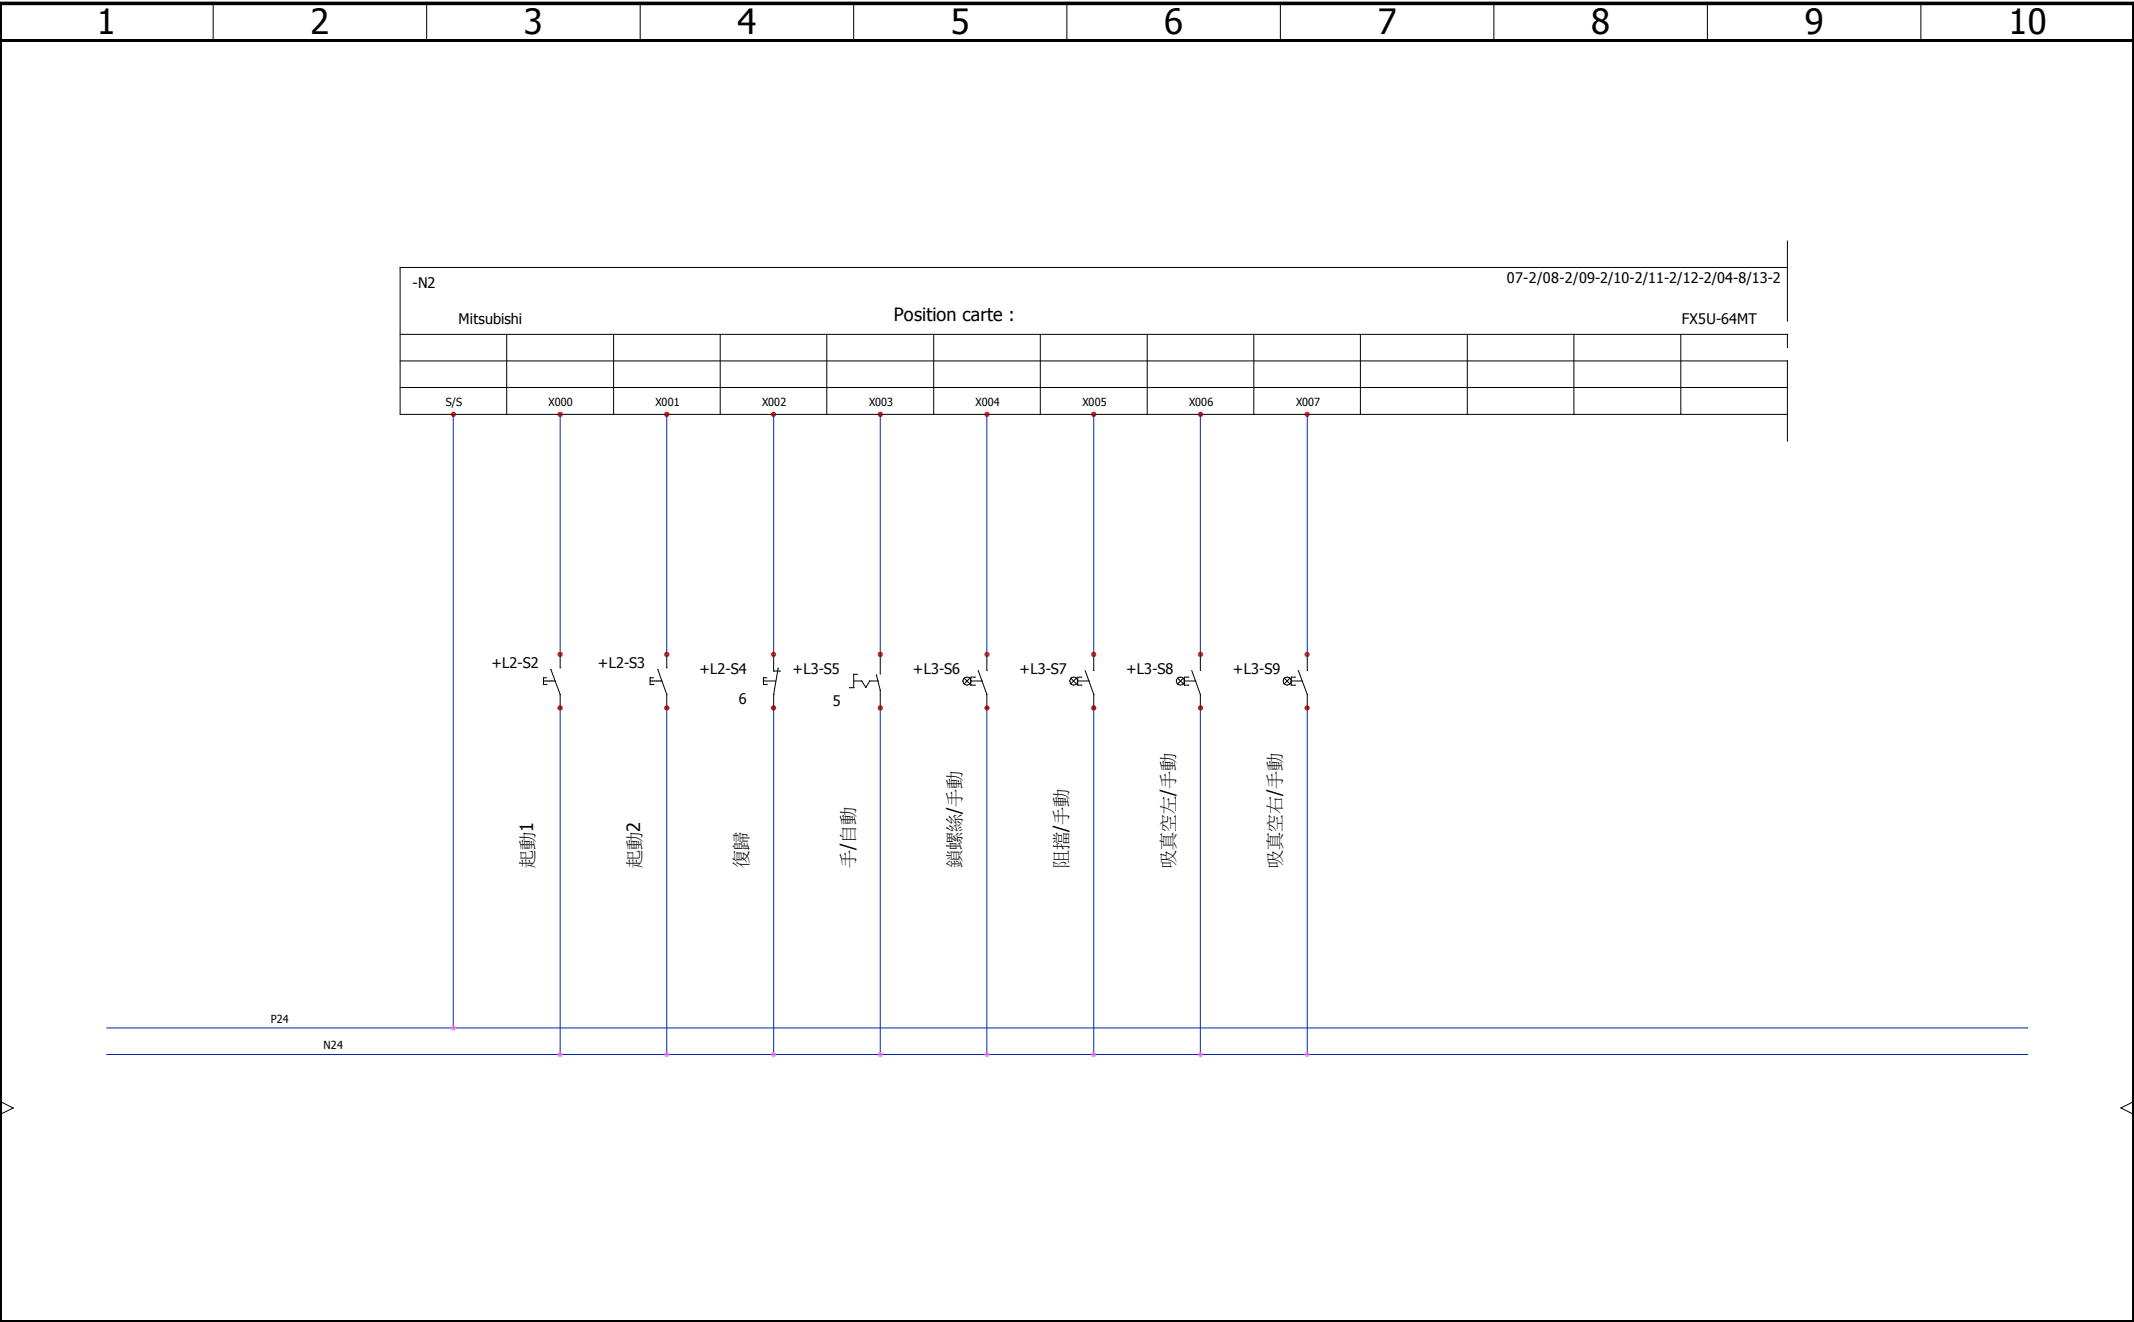 1 2 3 4 5 6 7 8 9 10
-N2 07-2/08-2/09-2/10-2/11-2/12-2/04-8/13-2
Mitsubishi Position carte : FX5U-64MT
S/S X000 X001 X002 X003 X004 X005 X006 X007
+L2-S2 +L2-S3 +L2-S4 +L3-S5 +L3-S6 +L3-S7 +L3-S8 +L3-S9
6 5
起動1
起動2
復歸
手/自動
鎖螺絲/手動
阻擋/手動
吸真空左/手動
吸真空右/手動
P24
N24